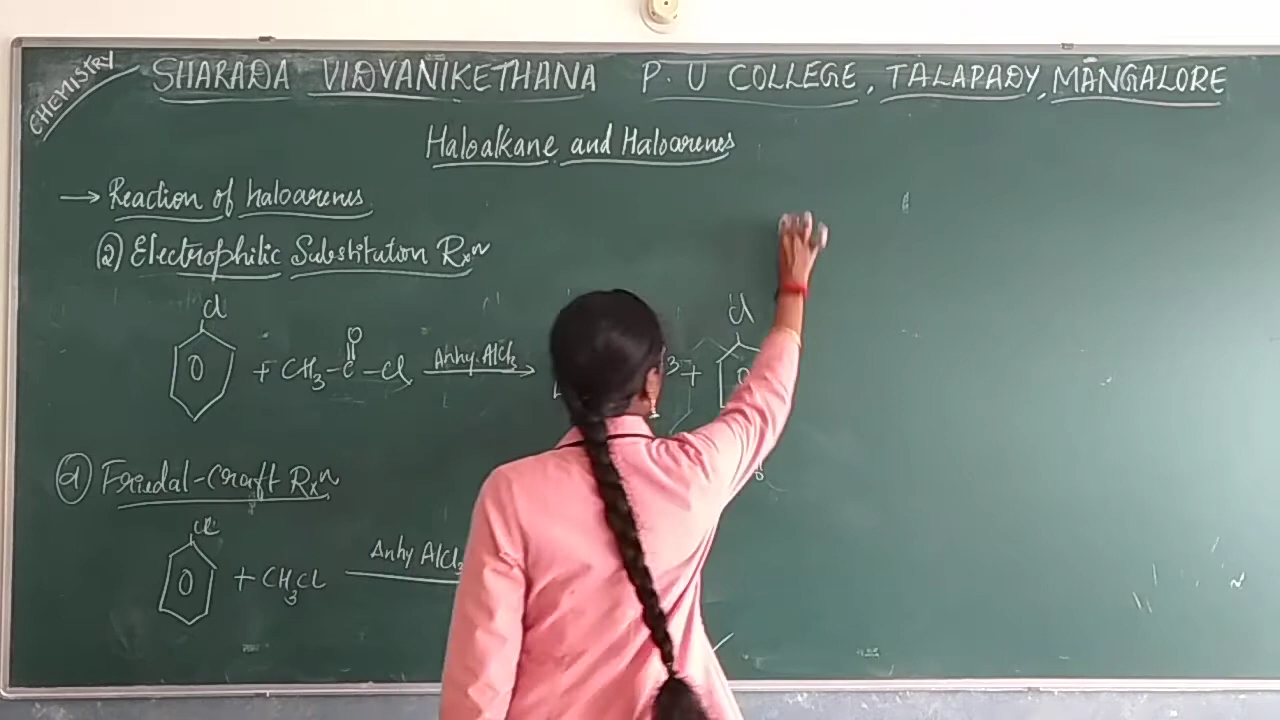 CHEMISTRY
SHARADA VIDYANIKETHANA P.U COLLEGE, TALAPADY, MANGALORE
Haloalkane and Haloarenes
→ Reaction of haloarenes
(2) Electrophilic Substitution Rxn
Cl Cl
+ CH3-C-Cl Anhy. AlCl3 → 3 +
O
(a) Friedal-Craft Rxn
Cl
+ CH3Cl Anhy AlCl3